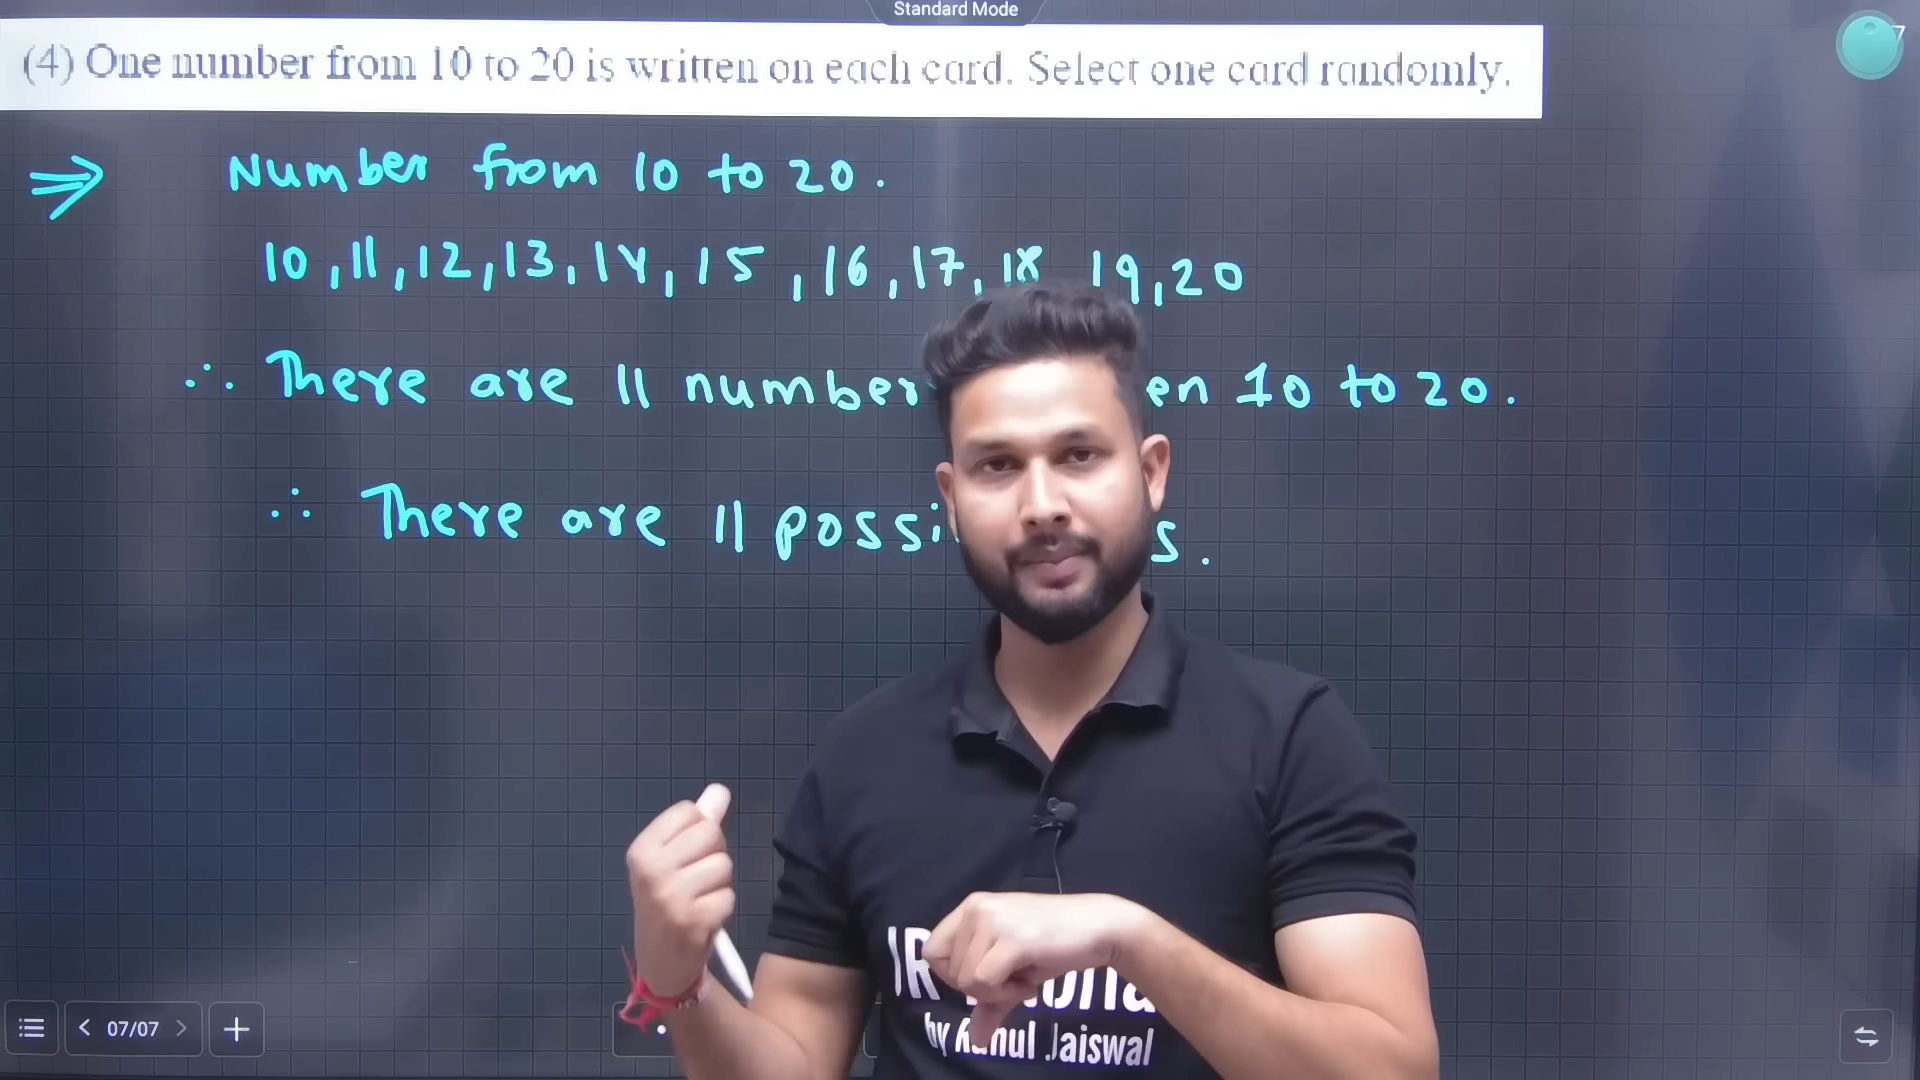 Standard Mode
7
(4) One number from 10 to 20 is written on each card. Select one card randomly.
⇒ Number from 10 to 20.
10, 11, 12, 13, 14, 15, 16, 17, 18 19, 20
∴ There are 11 number en 10 to 20.
∴ There are 11 possi s.
07/07
IR
by Jaiswal